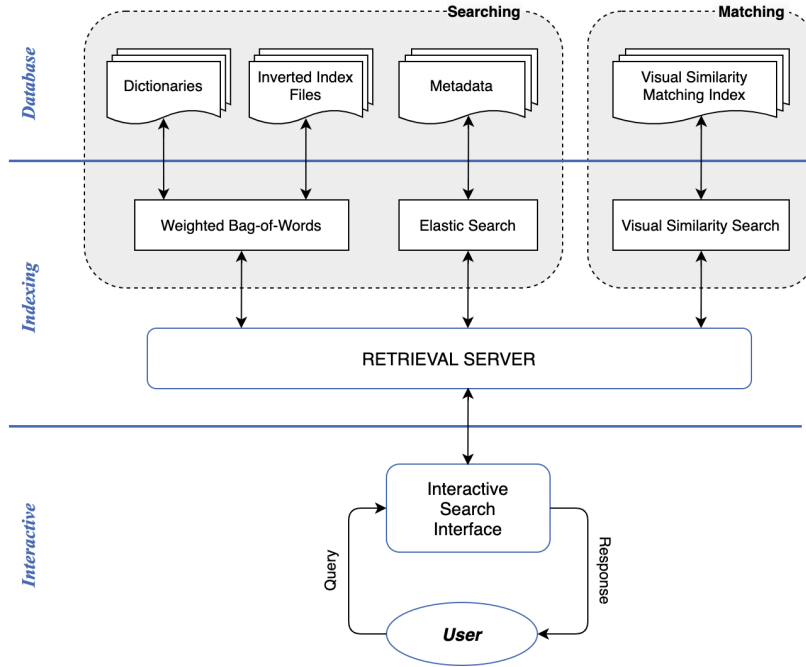 Searching
Matching
Database
Dictionaries
Inverted Index
Files
Metadata
Visual Similarity
Matching Index
Indexing
Weighted Bag-of-Words
Elastic Search
Visual Similarity Search
RETRIEVAL SERVER
Interactive
Interactive
Search
Interface
Query
Response
User